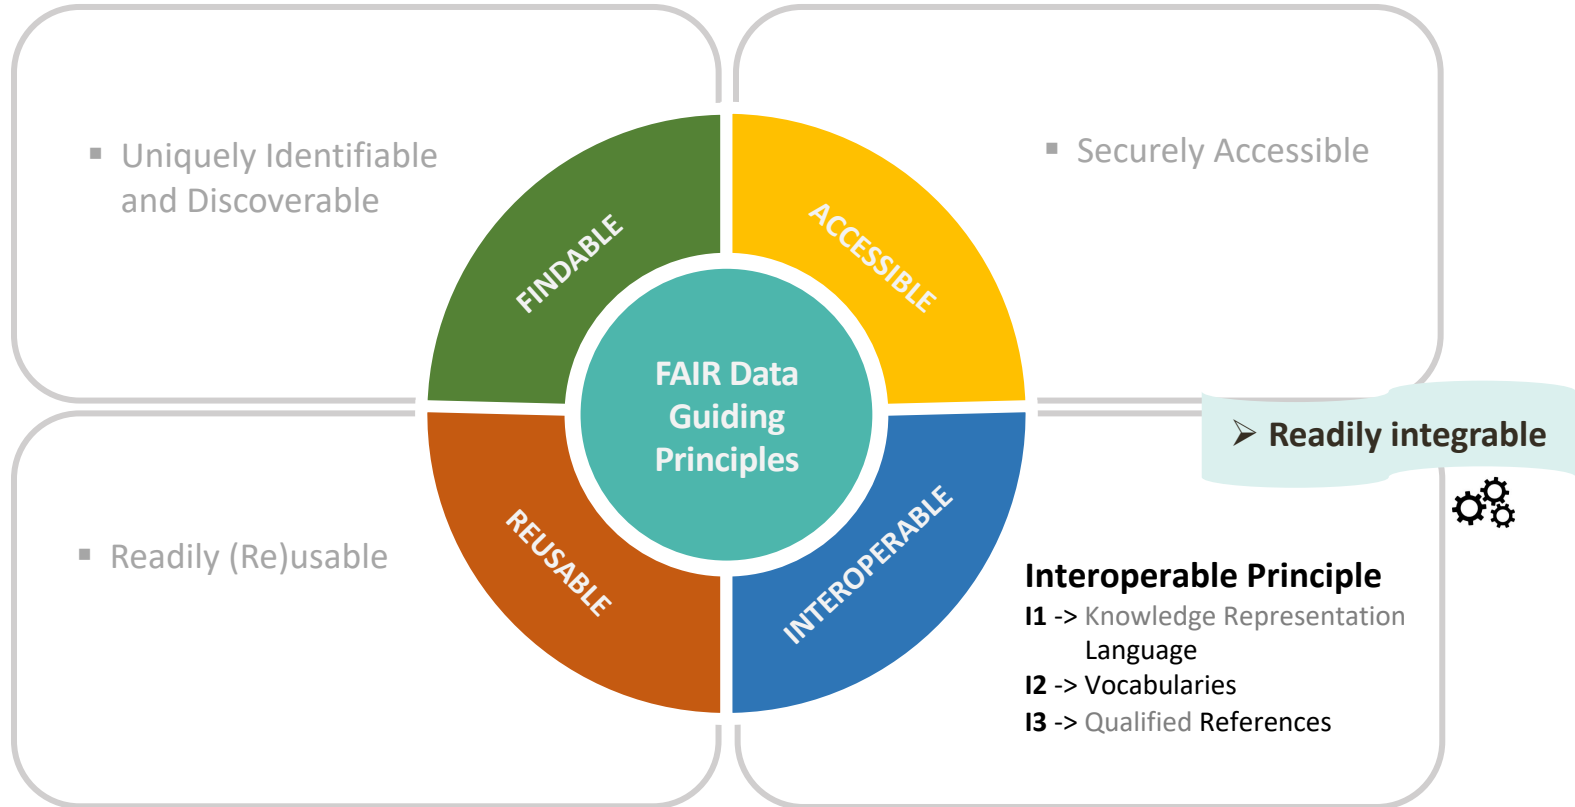 ▪ Uniquely Identifiable
and Discoverable
▪ Securely Accessible
FINDABLE
ACCESSIBLE
FAIR Data
Guiding
Principles
➢ Readily integrable
▪ Readily (Re)usable
REUSABLE
INTEROPERABLE
Interoperable Principle
I1 -> Knowledge Representation
Language
I2 -> Vocabularies
I3 -> Qualified References